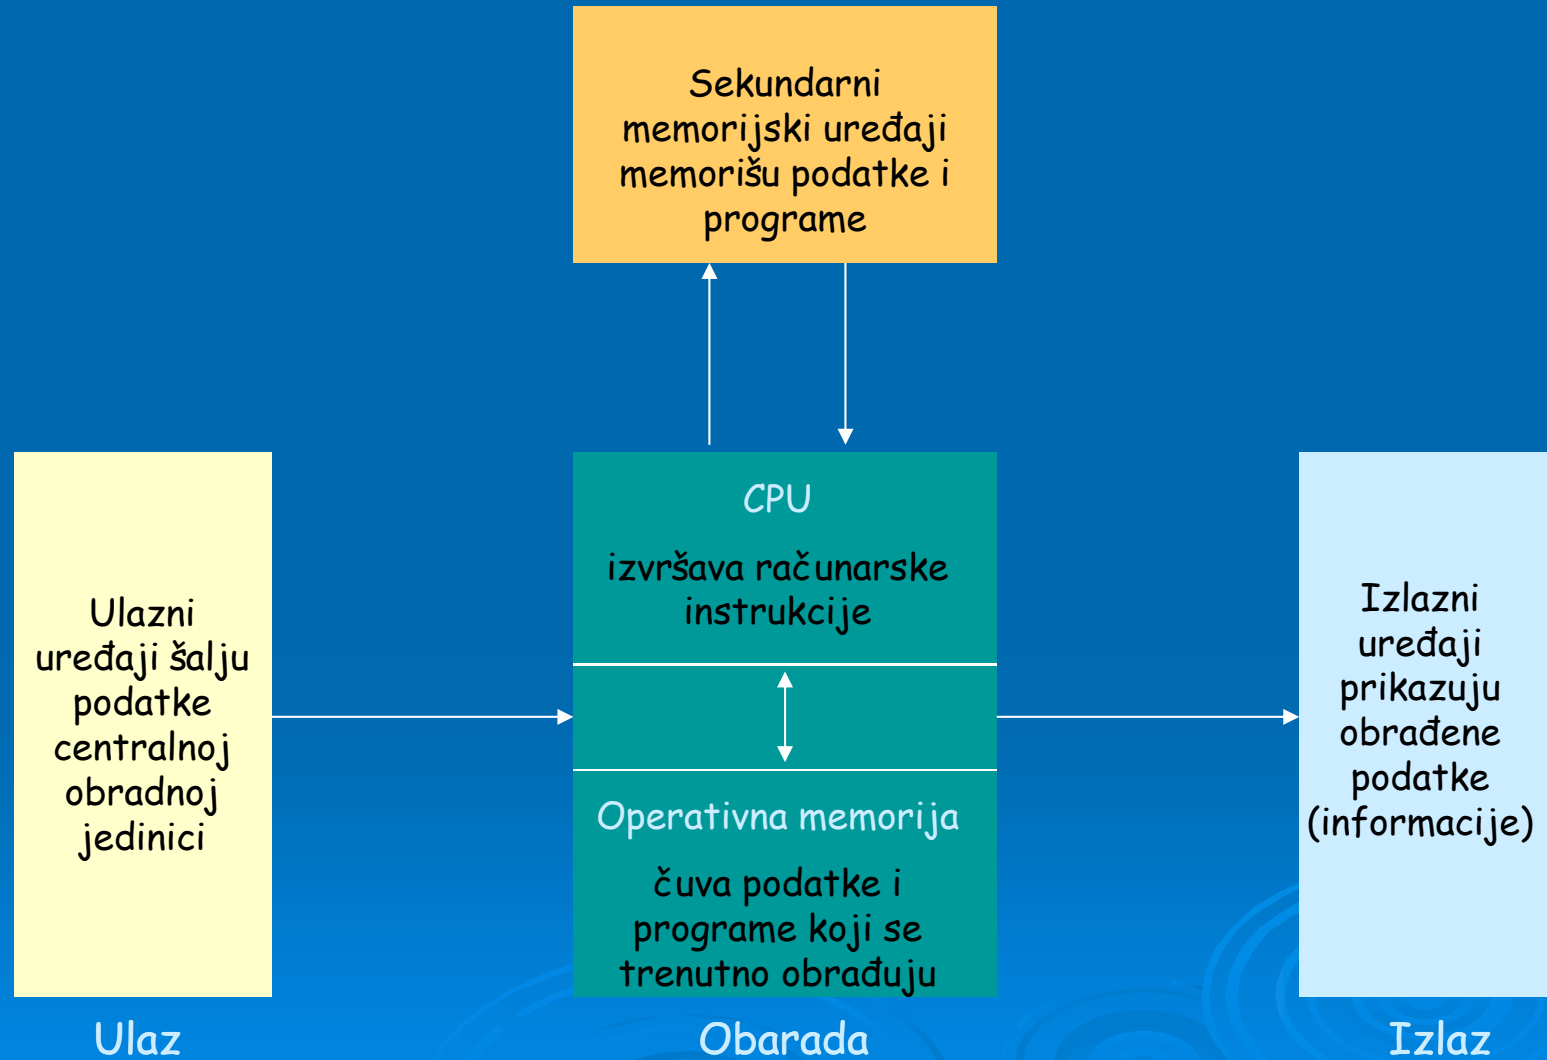 Sekundarni
memorijski uređaji
memorišu podatke i
programe
Ulazni
uređaji šalju
podatke
centralnoj
obradnoj
jedinici
CPU
izvršava računarske
instrukcije
Operativna memorija
čuva podatke i
programe koji se
trenutno obrađuju
Izlazni
uređaji
prikazuju
obrađene
podatke
(informacije)
Ulaz
Obarada
Izlaz